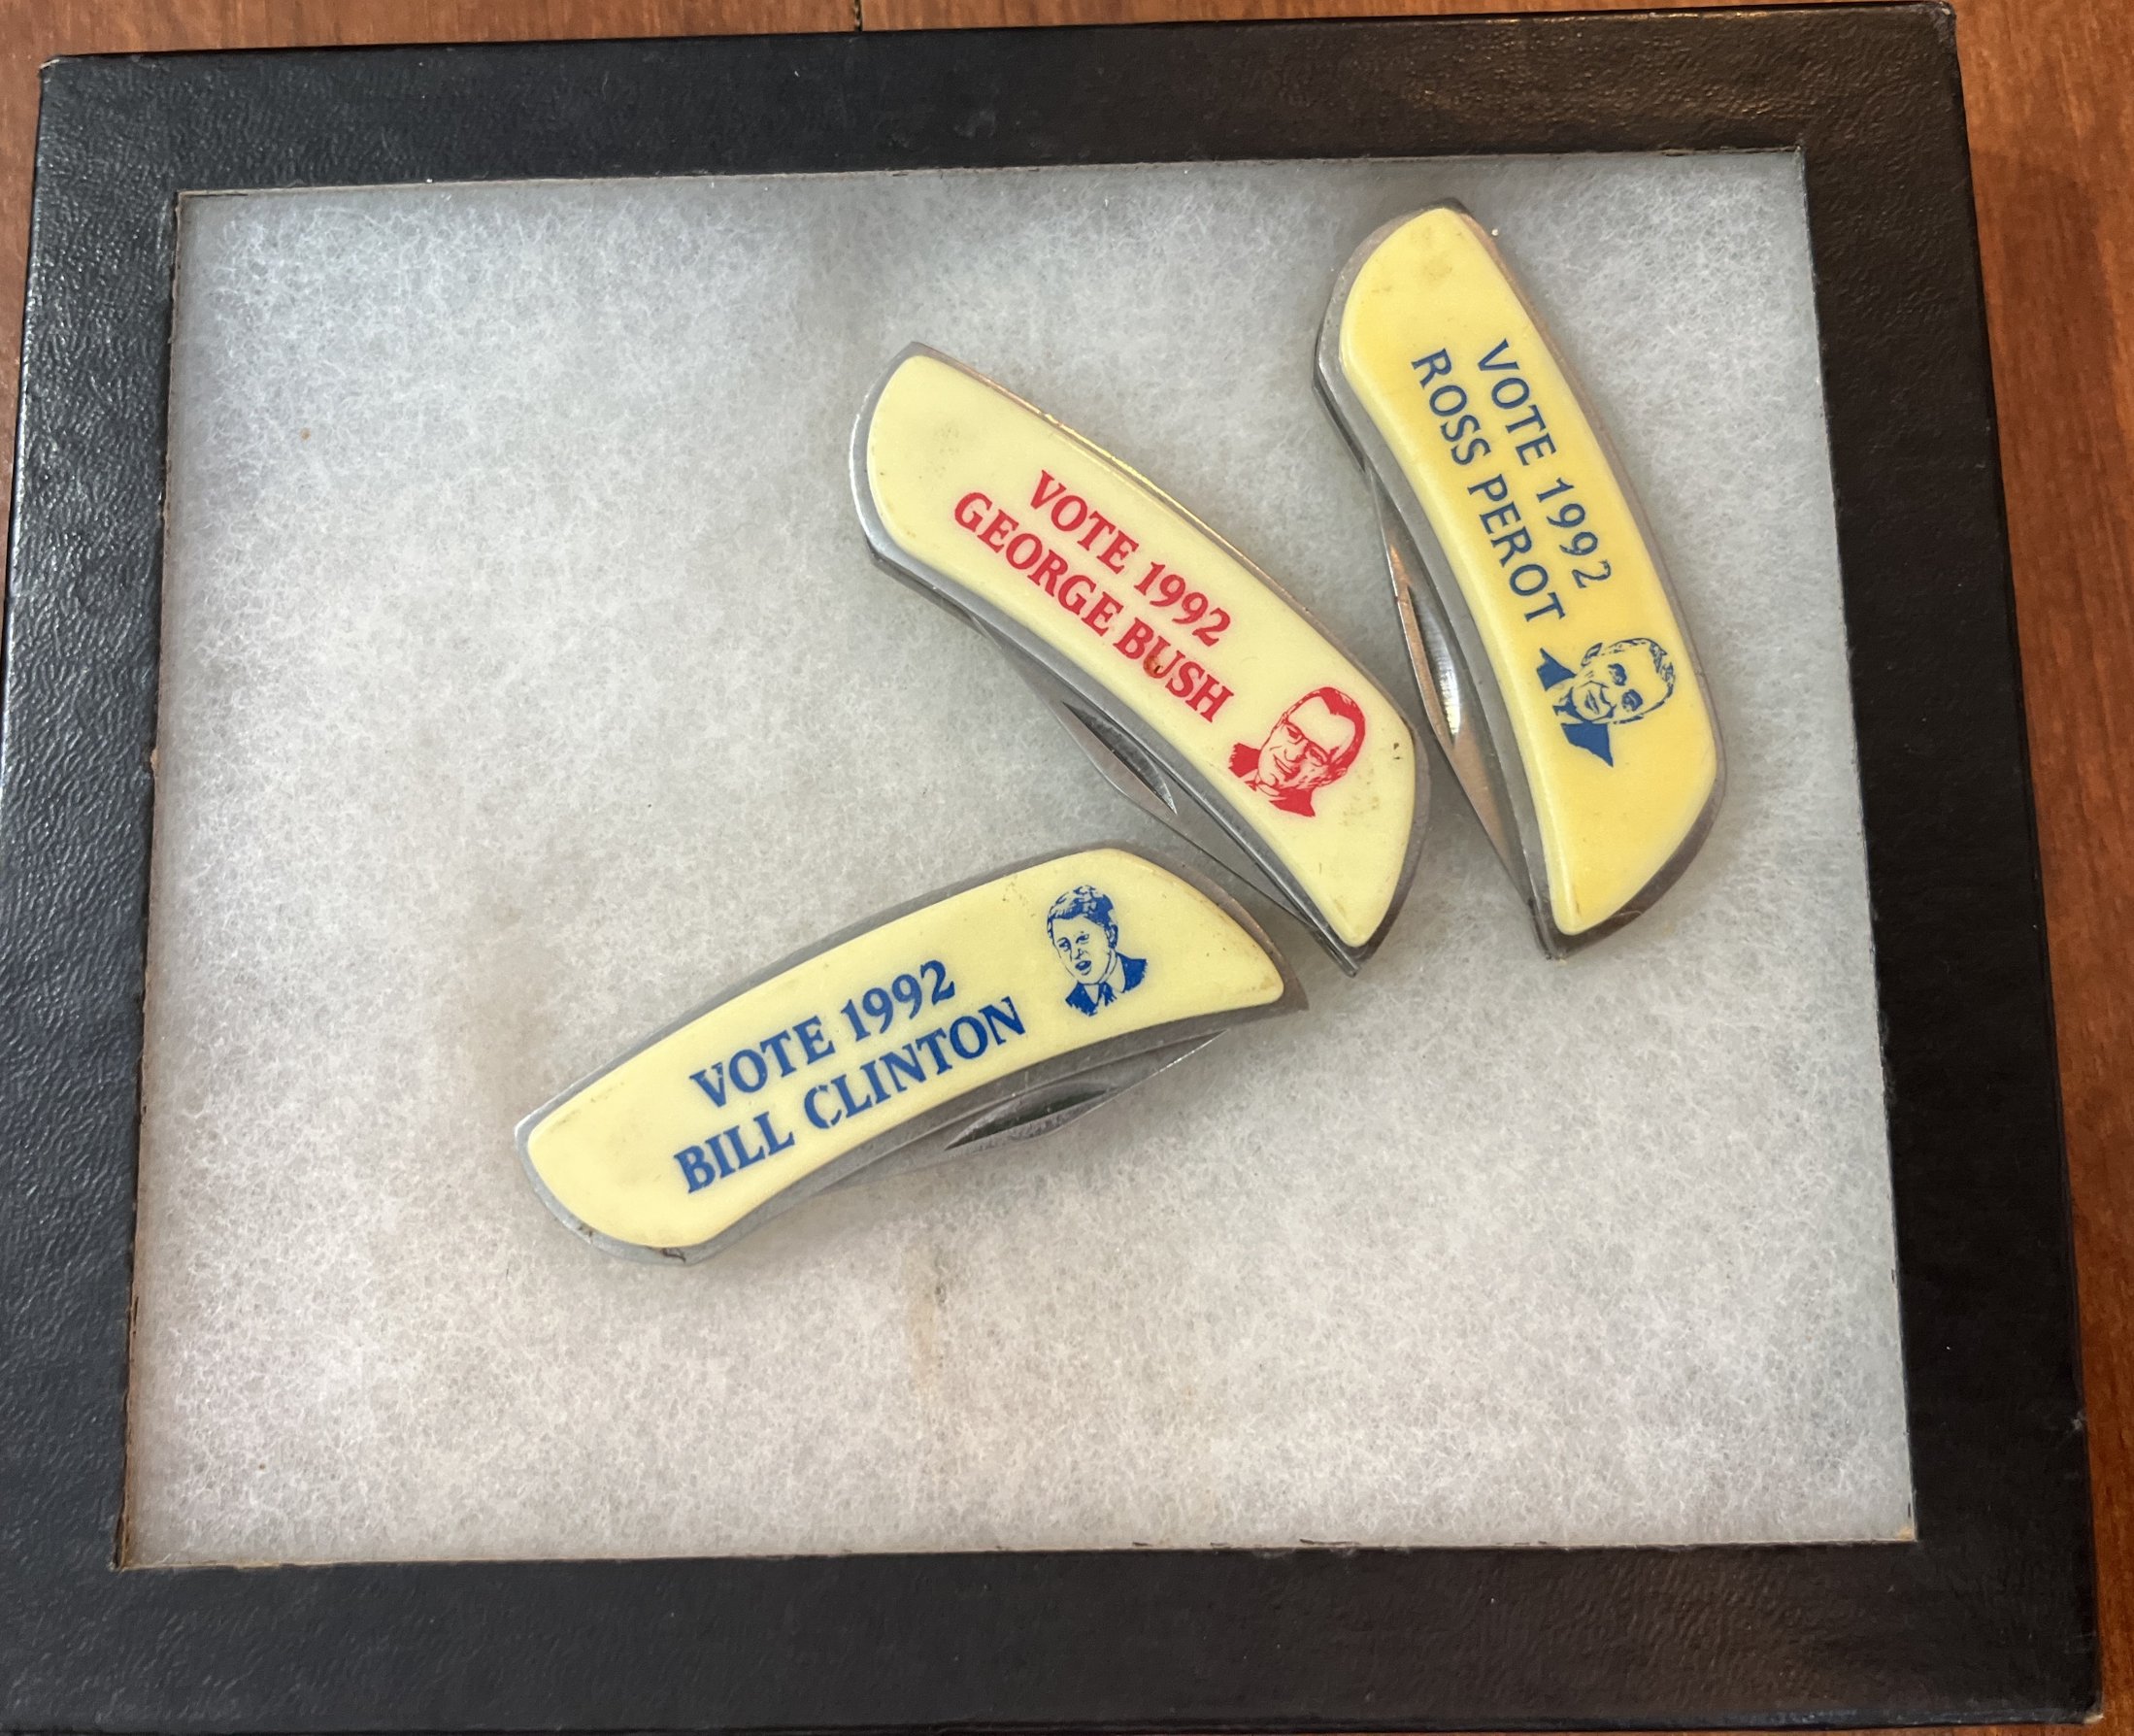 VOTE 1992
ROSS PEROT
VOTE 1992
GEORGE BUSH
VOTE 1992
BILL CLINTON